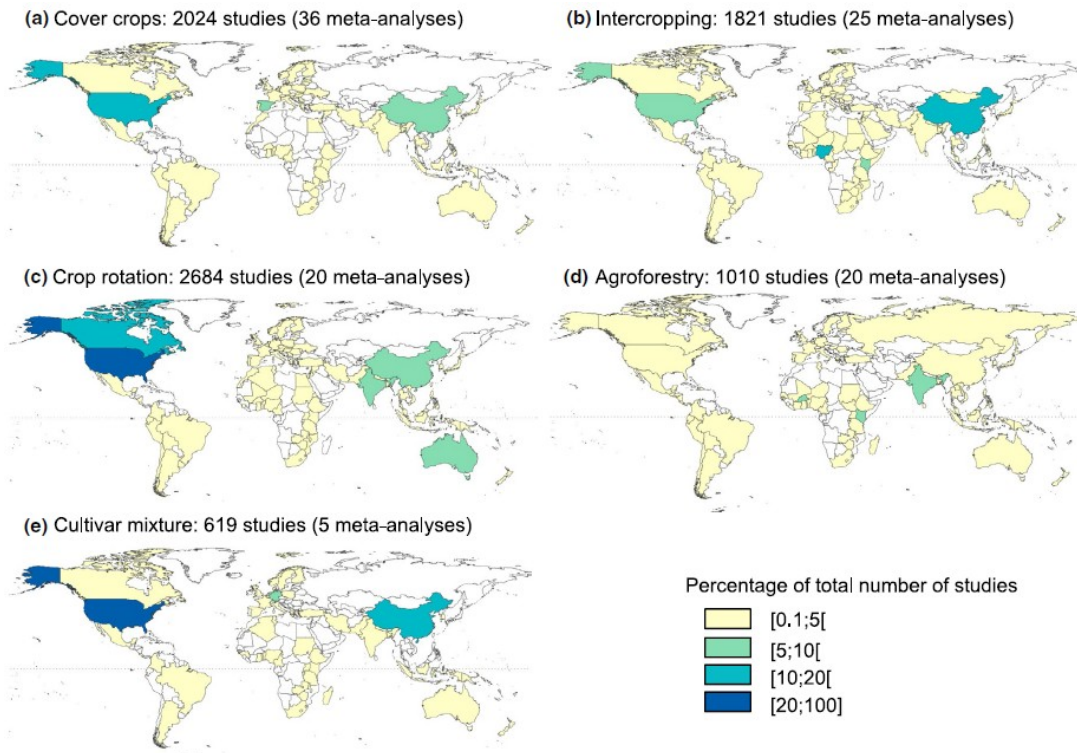 (a) Cover crops: 2024 studies (36 meta-analyses)
(b) Intercropping: 1821 studies (25 meta-analyses)
(c) Crop rotation: 2684 studies (20 meta-analyses)
(d) Agroforestry: 1010 studies (20 meta-analyses)
(e) Cultivar mixture: 619 studies (5 meta-analyses)
Percentage of total number of studies
[0.1;5[
[5;10[
[10;20[
[20;100]